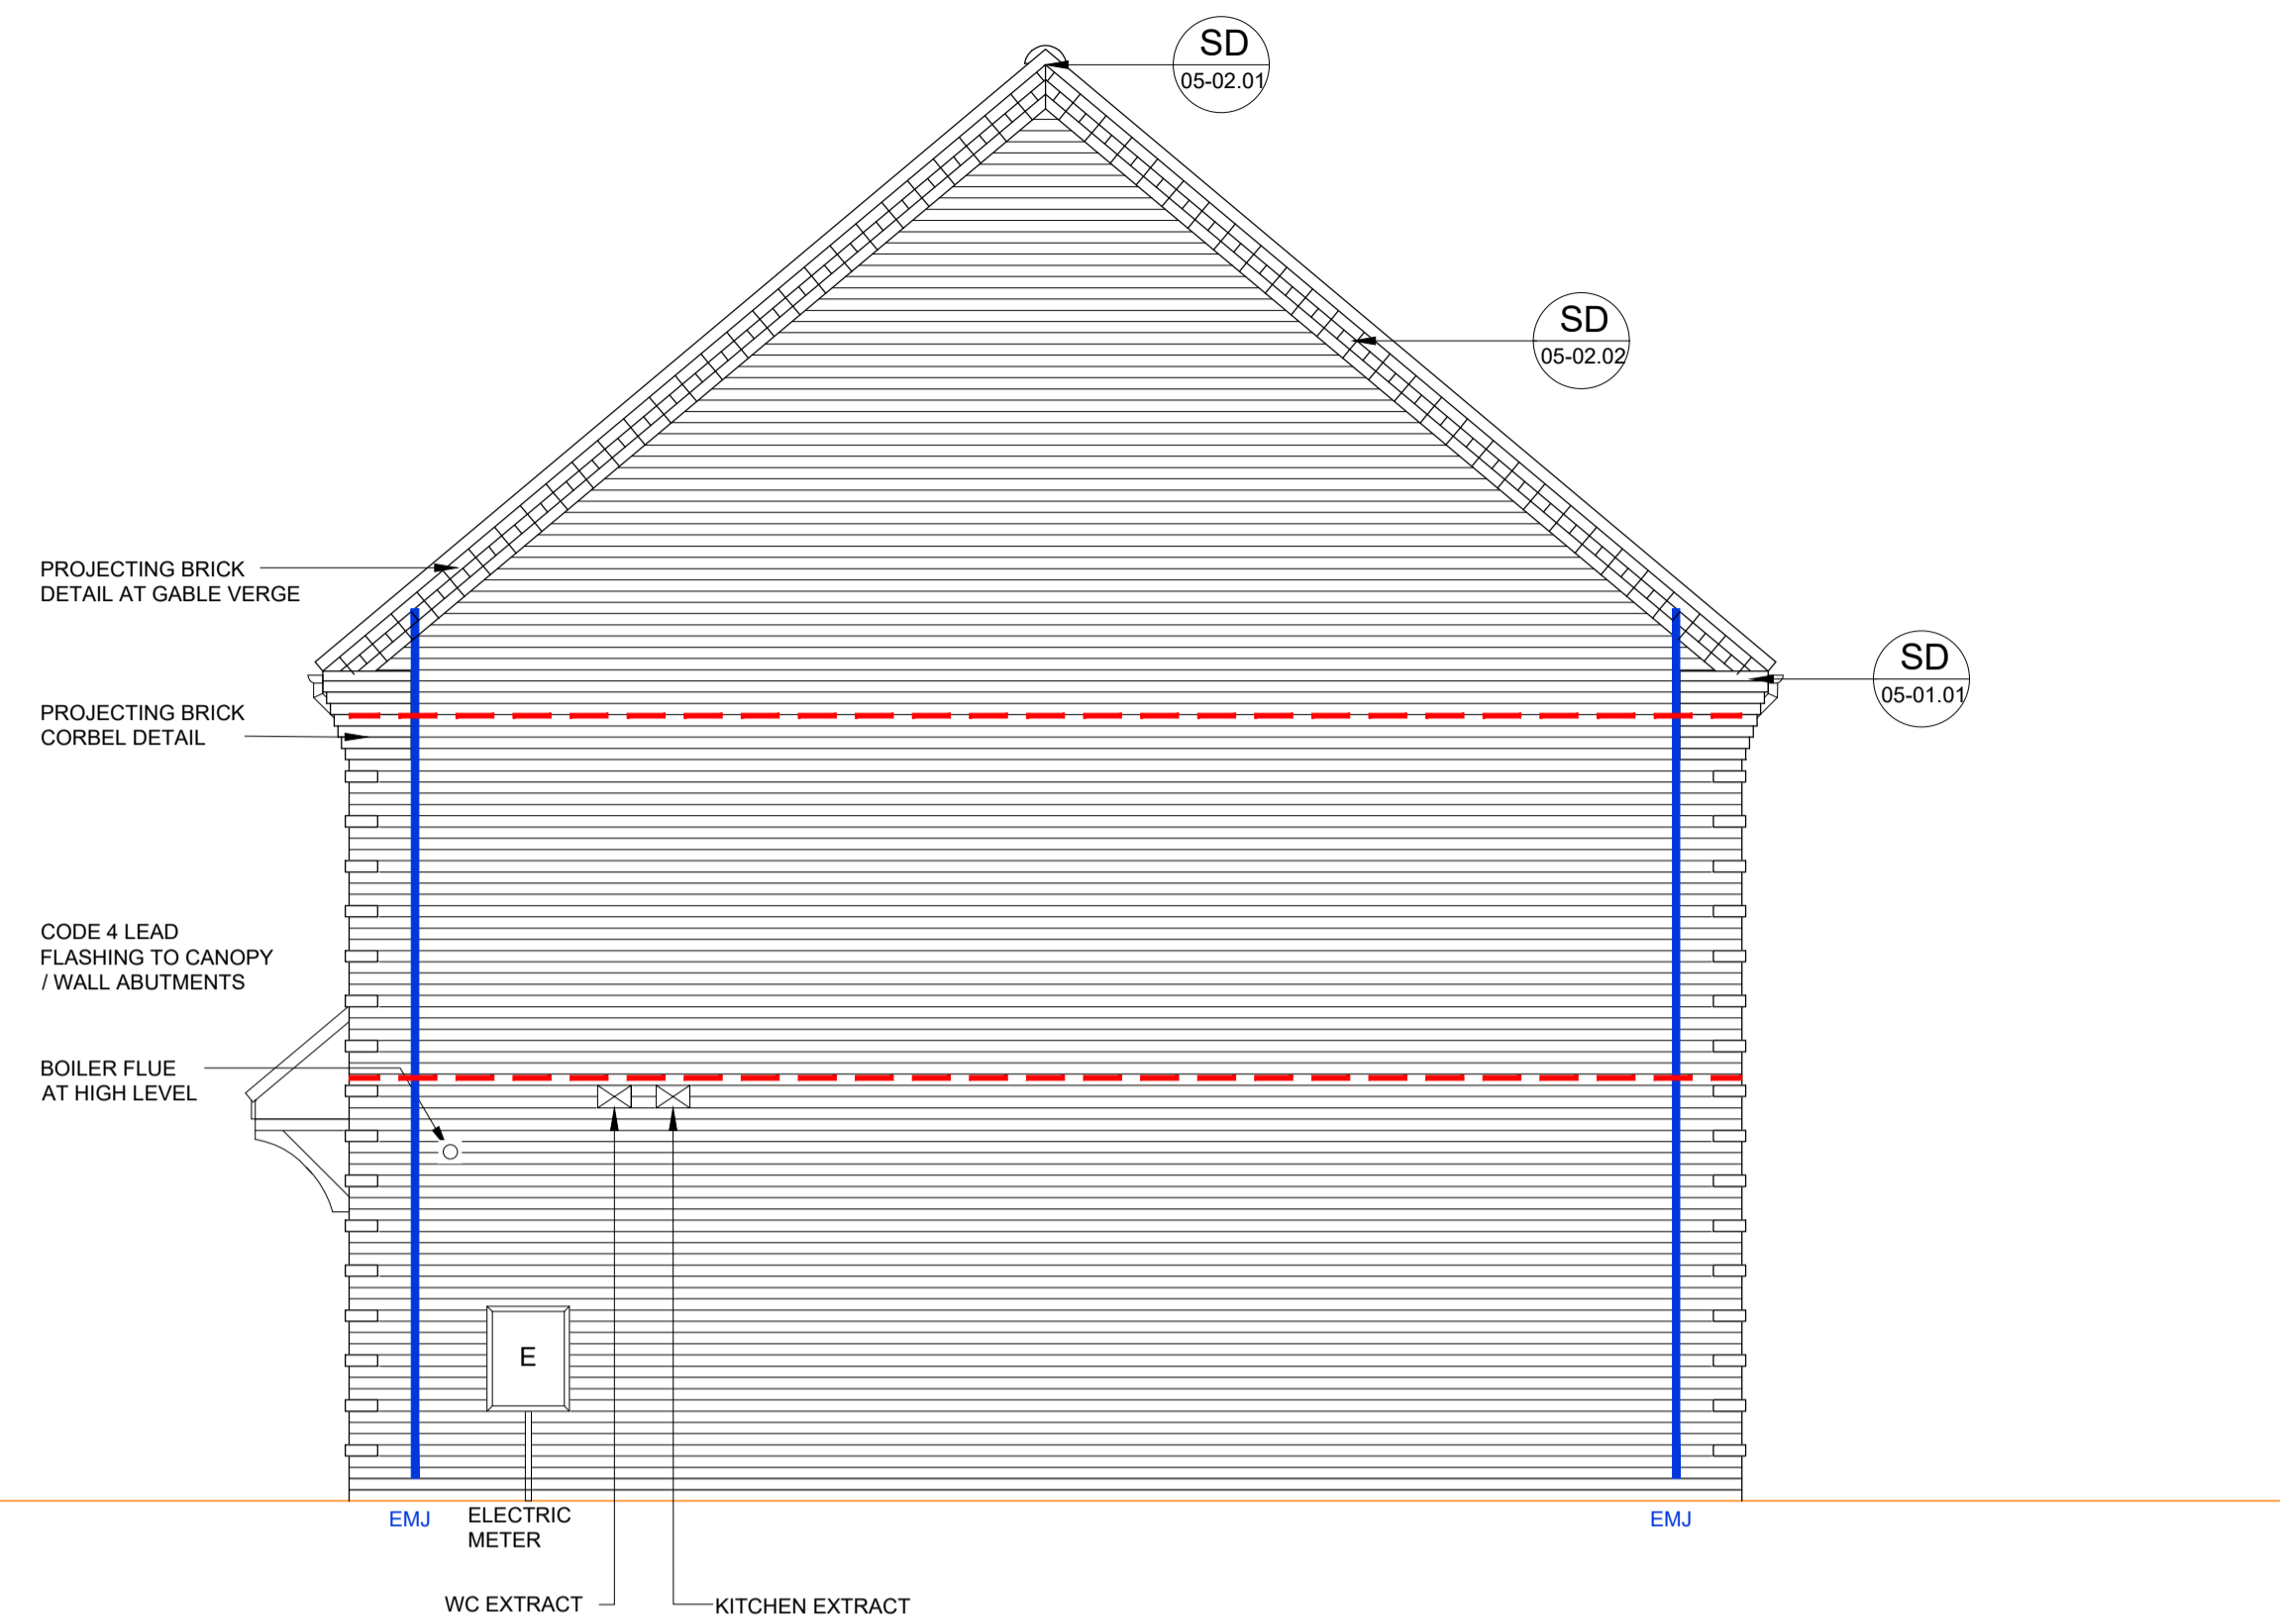 SD
05-02.01
SD
05-02.02
PROJECTING BRICK
DETAIL AT GABLE VERGE
SD
05-01.01
PROJECTING BRICK
CORBEL DETAIL
CODE 4 LEAD
FLASHING TO CANOPY
/ WALL ABUTMENTS
BOILER FLUE
AT HIGH LEVEL
E
EMJ
ELECTRIC
METER
EMJ
WC EXTRACT
KITCHEN EXTRACT